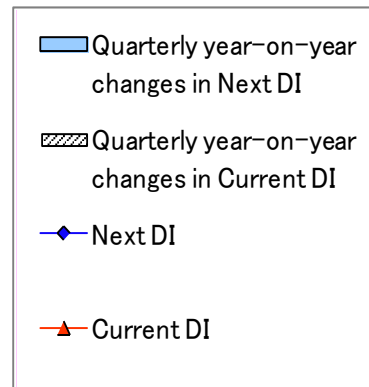 Quarterly year-on-year
changes in Next DI
Quarterly year-on-year
changes in Current DI
Next DI
Current DI